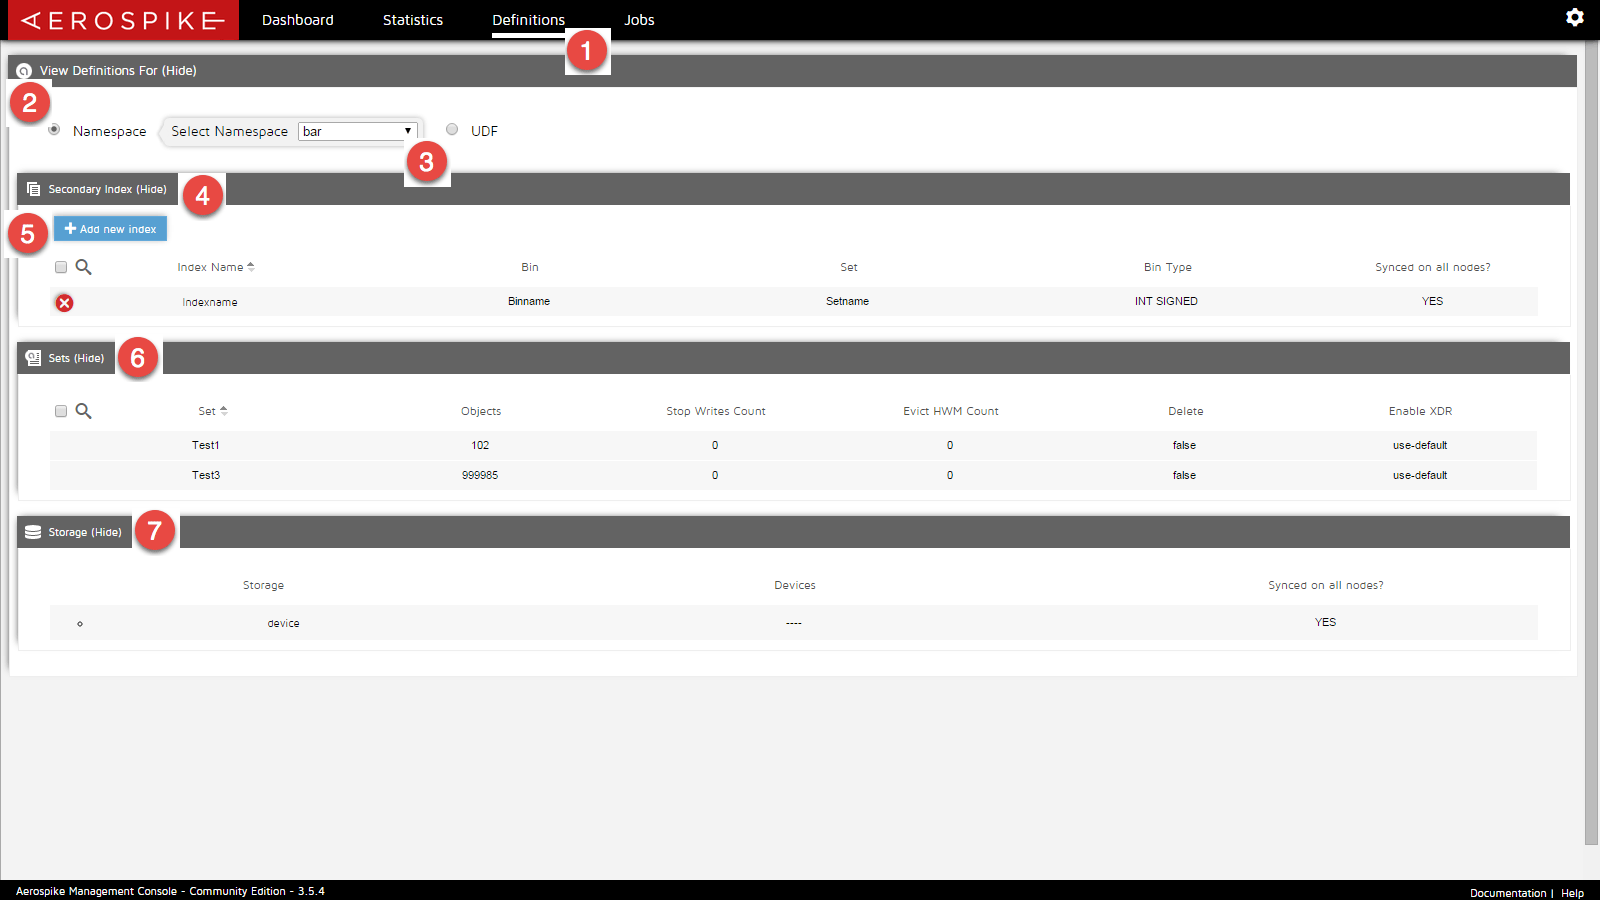 AEROSPIKE Dashboard Statistics Definitions Jobs
1
View Definitions For (Hide)
2
Namespace Select Namespace bar UDF
3
Secondary Index (Hide) 4
5 Add new index
Index Name Bin Set Bin Type Synced on all nodes?
Indexname Binname Setname INT SIGNED YES
Sets (Hide) 6
Set Objects Stop Writes Count Evict HWM Count Delete Enable XDR
Test1 102 0 0 false use-default
Test3 999985 0 0 false use-default
Storage (Hide) 7
Storage Devices Synced on all nodes?
device ---- YES
Aerospike Management Console - Community Edition - 3.5.4 Documentation | Help